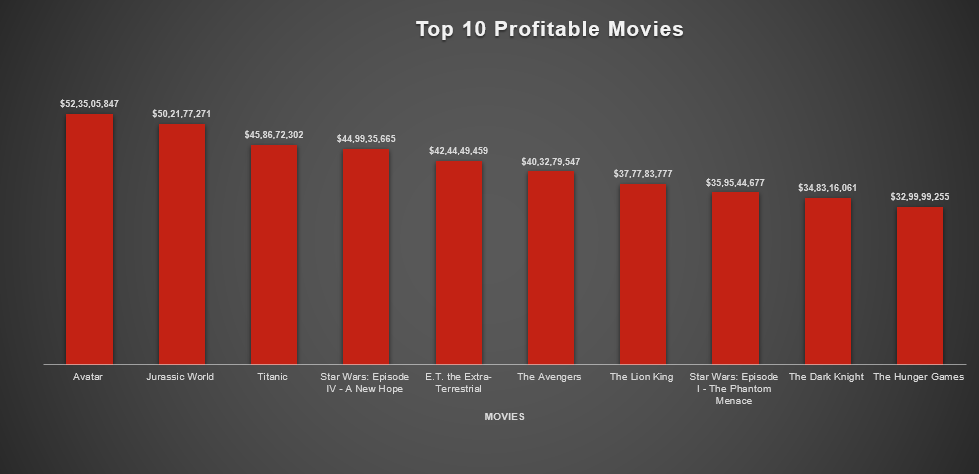 Top 10 Profitable Movies
$52,35,05,847
$50,21,77,271
$45,86,72,302
$44,99,35,665
$42,44,49,459
$40,32,79,547
$37,77,83,777
$35,95,44,677
$34,83,16,061
$32,99,99,255
Avatar
Jurassic World
Titanic
Star Wars: Episode
IV - A New Hope
E.T. the Extra-
Terrestrial
The Avengers
The Lion King
Star Wars: Episode
I - The Phantom
Menace
The Dark Knight
The Hunger Games
MOVIES